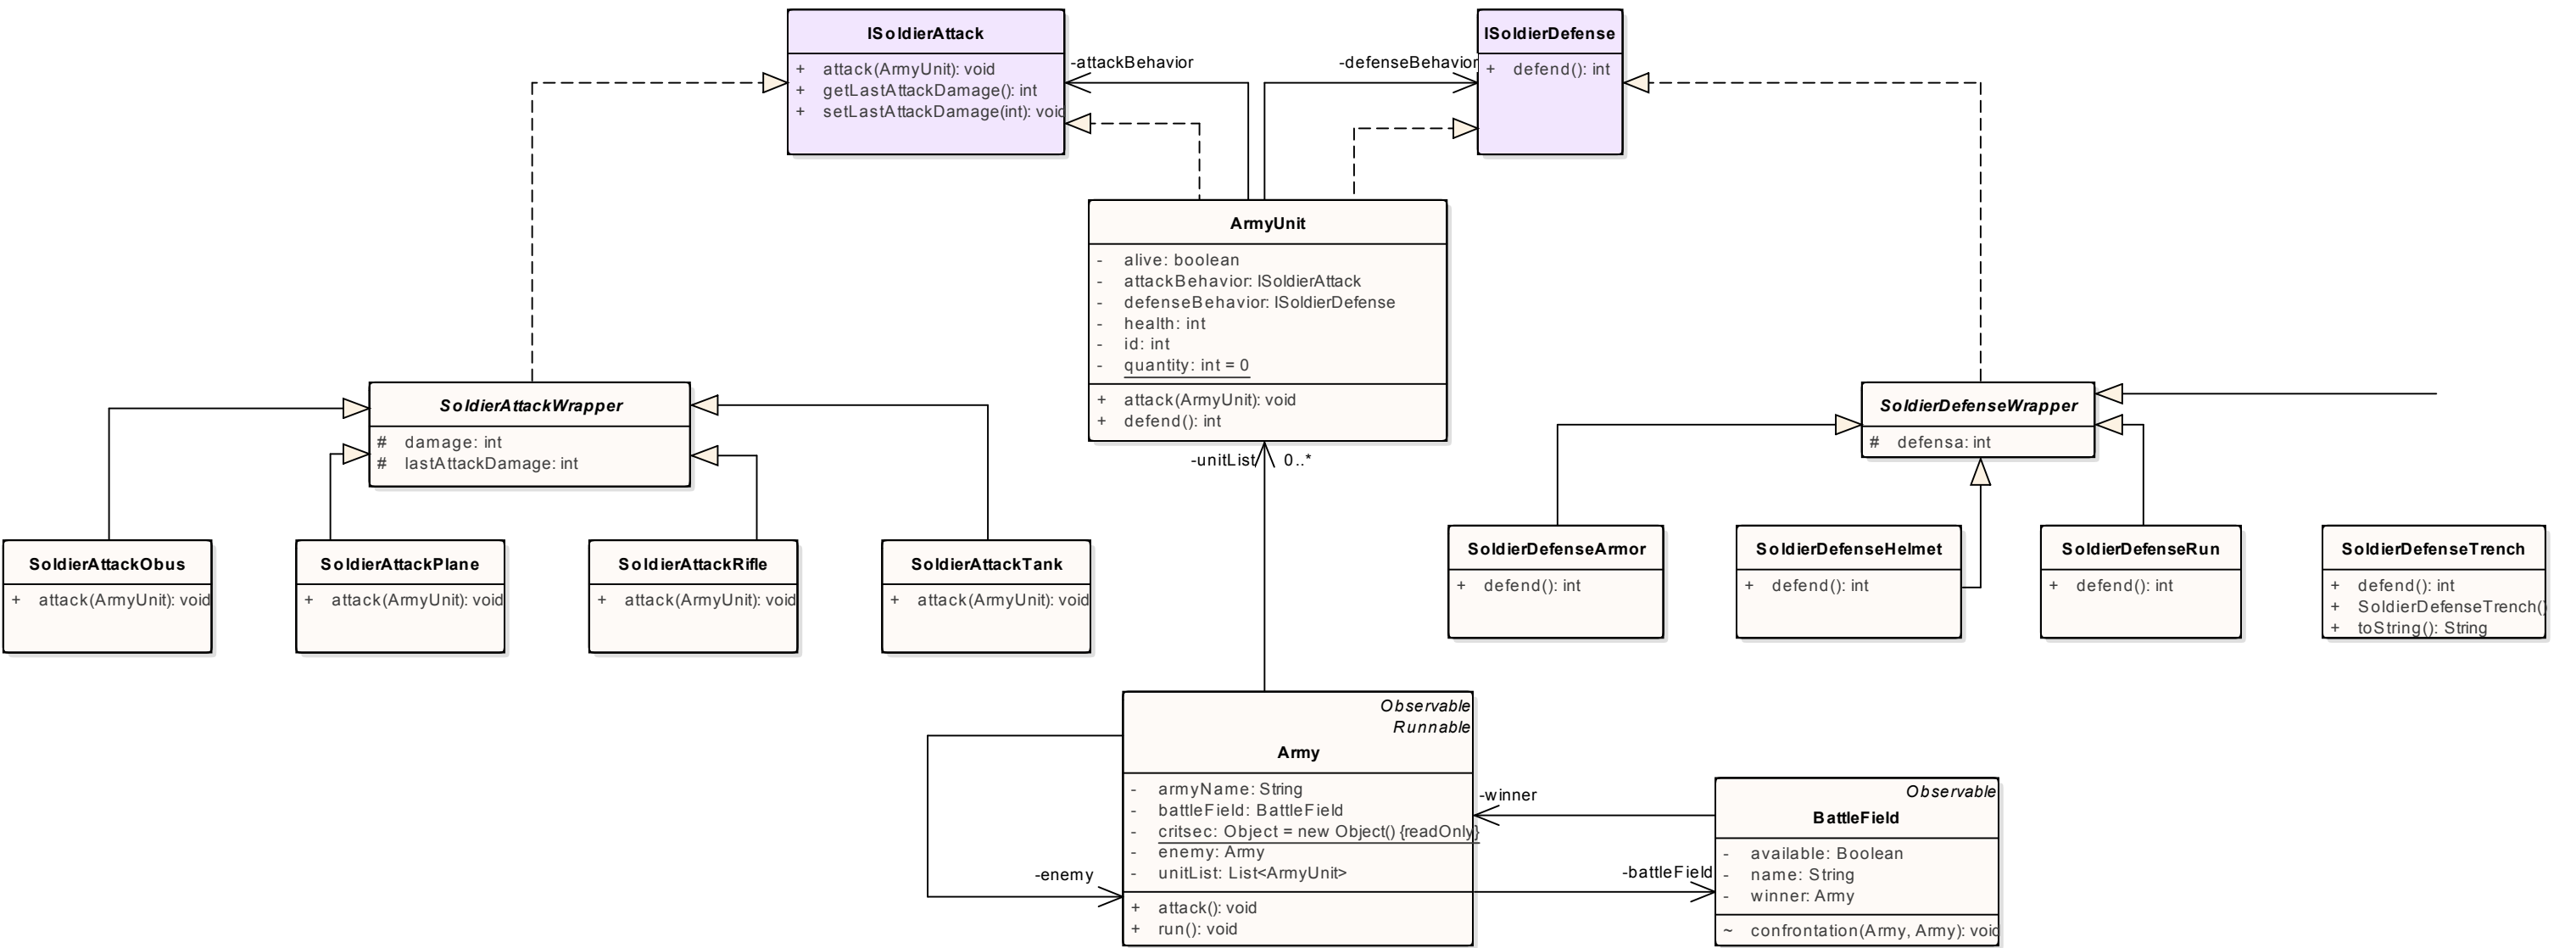 ISoldierAttack
+ attack(ArmyUnit): void
+ getLastAttackDamage(): int
+ setLastAttackDamage(int): void
-attackBehavior
-defenseBehavior
ISoldierDefense
+ defend(): int
ArmyUnit
- alive: boolean
- attackBehavior: ISoldierAttack
- defenseBehavior: ISoldierDefense
- health: int
- id: int
- quantity: int = 0
+ attack(ArmyUnit): void
+ defend(): int
SoldierAttackWrapper
# damage: int
# lastAttackDamage: int
SoldierDefenseWrapper
# defensa: int
-unitList 0..*
SoldierAttackObus
+ attack(ArmyUnit): void
SoldierAttackPlane
+ attack(ArmyUnit): void
SoldierAttackRifle
+ attack(ArmyUnit): void
SoldierAttackTank
+ attack(ArmyUnit): void
SoldierDefenseArmor
+ defend(): int
SoldierDefenseHelmet
+ defend(): int
SoldierDefenseRun
+ defend(): int
SoldierDefenseTrench
+ defend(): int
+ SoldierDefenseTrench()
+ toString(): String
Observable
Runnable
Army
- armyName: String
- battleField: BattleField
- critsec: Object = new Object() {readOnly}
- enemy: Army
- unitList: List<ArmyUnit>
+ attack(): void
+ run(): void
-enemy
-winner
-battleField
Observable
BattleField
- available: Boolean
- name: String
- winner: Army
~ confrontation(Army, Army): void